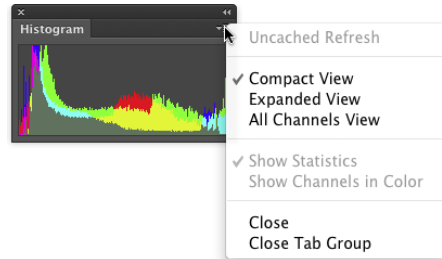 Histogram
Uncached Refresh
Compact View
Expanded View
All Channels View
Show Statistics
Show Channels in Color
Close
Close Tab Group